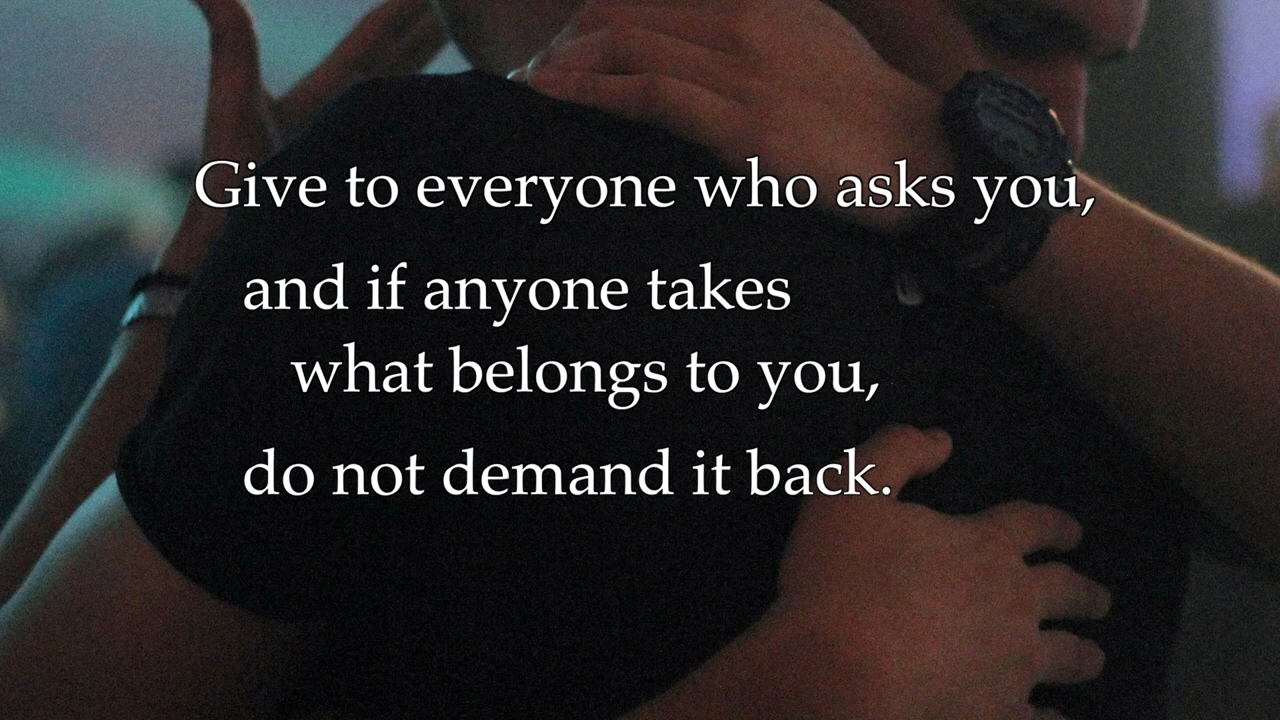 Give to everyone who asks you,
and if anyone takes
what belongs to you,
do not demand it back.